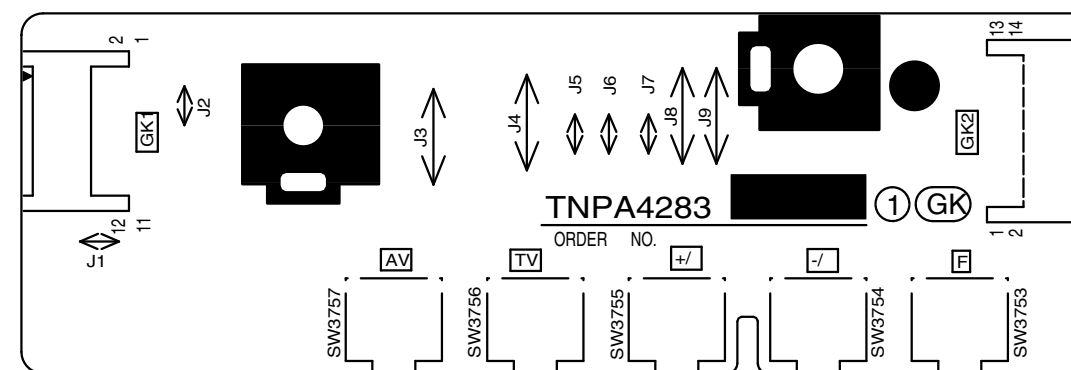 2 1
13 14
J2
GK1
J3
J4
J5
J6
J7
J8
J9
GK2
12 11
J1
TNPA4283
1 GK
1 2
ORDER NO.
AV
TV
+/
-/
F
SW3757
SW3756
SW3755
SW3754
SW3753